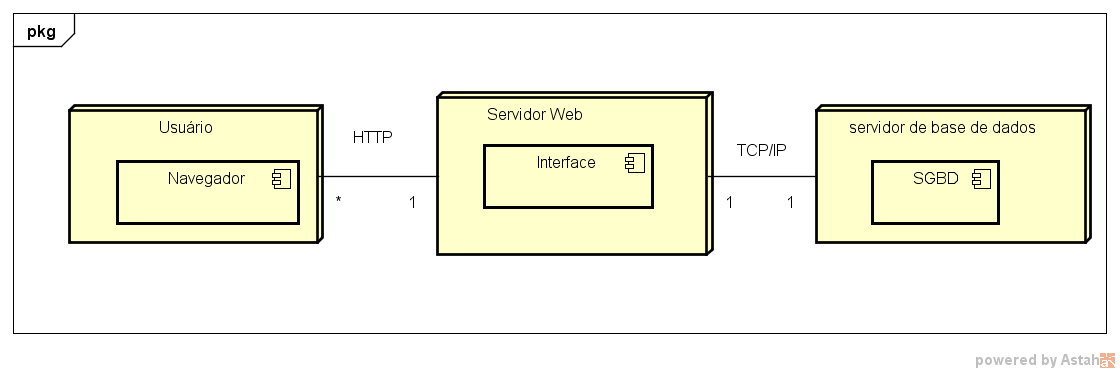 pkg
Usuário
Navegador
HTTP
*
1
Servidor Web
Interface
TCP/IP
1
1
servidor de base de dados
SGBD
powered by Astah